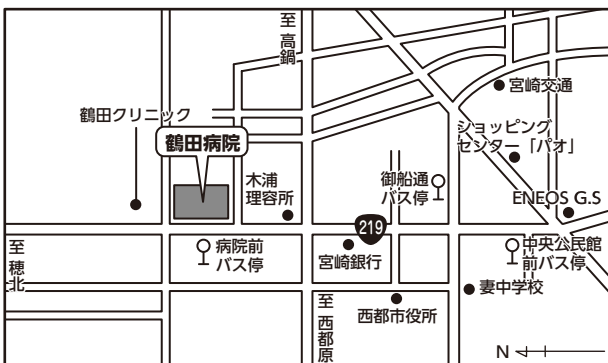 至
高
鍋
宮崎交通
鶴田クリニック
鶴田病院
ショッピング
センター「パオ」
木浦
理容所
御船通
バス停
ENEOS G.S
219
至
穂
北
病院前
バス停
宮崎銀行
中央公民館
前バス停
妻中学校
至
西
都
原
西都市役所
N